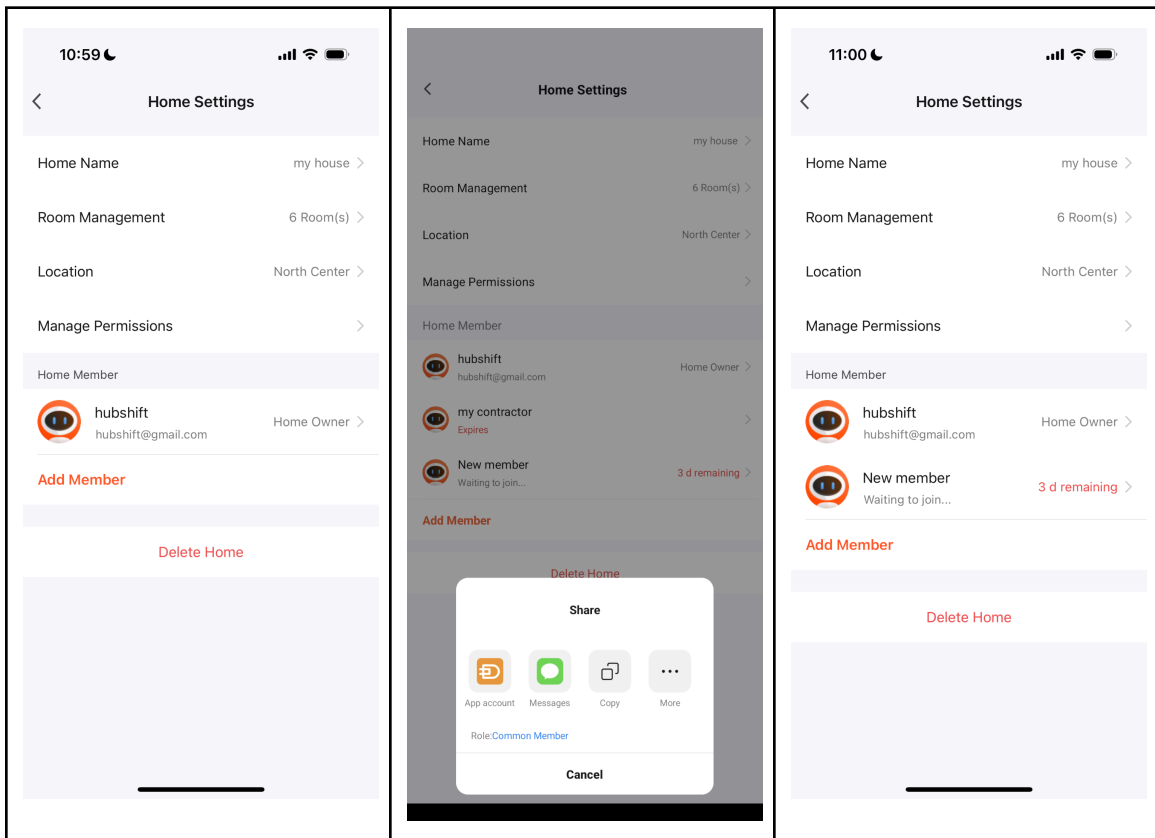 10:59
Home Settings
Home Name my house
Room Management 6 Room(s)
Location North Center
Manage Permissions
Home Member
hubshift
hubshift@gmail.com
Home Owner
Add Member
Delete Home
Home Settings
Home Name my house
Room Management 6 Room(s)
Location North Center
Manage Permissions
Home Member
hubshift
hubshift@gmail.com
Home Owner
my contractor
Expires
New member
Waiting to join...
3 d remaining
Add Member
Delete Home
Share
App account Messages Copy More
Role:Common Member
Cancel
11:00
Home Settings
Home Name my house
Room Management 6 Room(s)
Location North Center
Manage Permissions
Home Member
hubshift
hubshift@gmail.com
Home Owner
New member
Waiting to join...
3 d remaining
Add Member
Delete Home